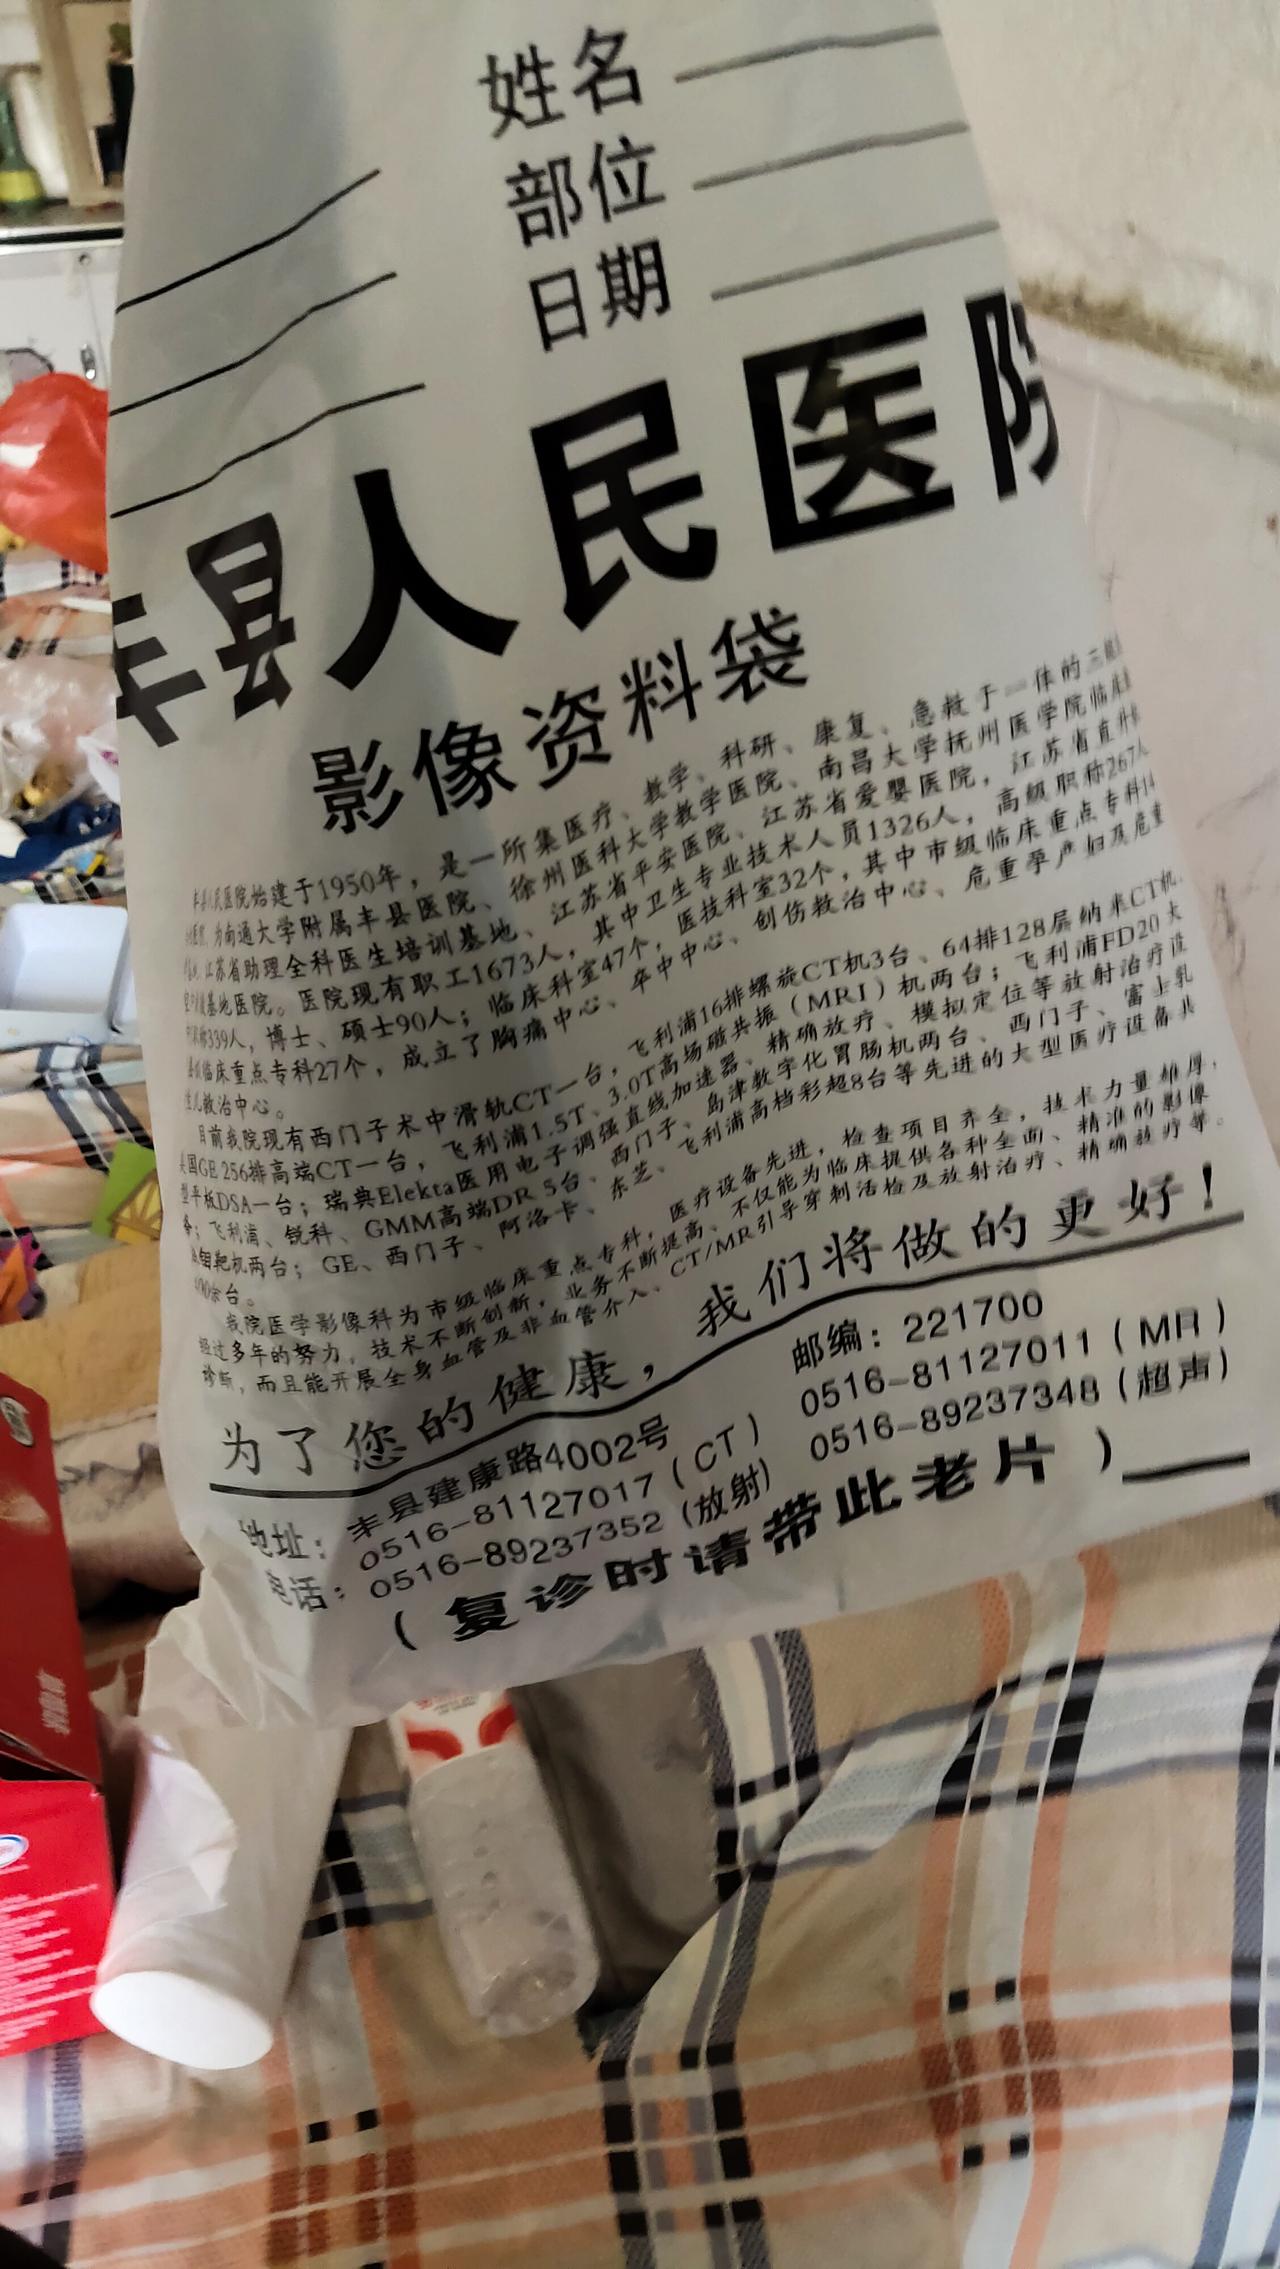 姓名
部位
日期
丰县人民医院
影像资料袋
丰县人民医院始建于1950年，是一所集医疗、教学、科研、康复、急救于一体的三级
医院，为南通大学附属丰县医院、徐州医科大学教学医院、南昌大学抚州医学院临床
江苏省助理全科医生培训基地、江苏省平安医院、江苏省爱婴医院，江苏省直升机
基地医院。医院现有职工1673人，其中卫生专业技术人员1326人，高级职称267人
339人，博士、硕士90人；临床科室47个，医技科室32个，其中市级临床重点专科
临床重点专科27个，成立了胸痛中心、卒中中心、创伤救治中心、危重孕产妇及危重
儿救治中心。
目前我院现有西门子术中滑轨CT一台，飞利浦16排螺旋CT机3台、64排128层纳米CT机、
美国GE 256排高端CT一台，飞利浦1.5T、3.0T高场磁共振（MRI）机两台；飞利浦FD20大
型平板DSA一台；瑞典Elekta医用电子调强直线加速器、精确放疗、模拟定位等放射治疗设
备；飞利浦、锐科、GMM高端DR 5台、西门子、岛津数字化胃肠机两台、西门子、富士乳
钼靶机两台；GE、西门子、阿洛卡、东芝、飞利浦高档彩超8台等先进的大型医疗设备共
400余台。
我院医学影像科为市级临床重点专科，医疗设备先进，检查项目齐全，技术力量雄厚，
经过多年的努力，技术不断创新，业务不断提高、不仅能为临床提供各种全面、精准的影像
诊断，而且能开展全身血管及非血管介入、CT/MR引导穿刺活检及放射治疗、精确放疗等。
为了您的健康，我们将做的更好！
地址：丰县建康路4002号 邮编：221700
电话：0516-81127017（CT） 0516-81127011（MR）
0516-89237352（放射） 0516-89237348（超声）
（复诊时请带此老片）